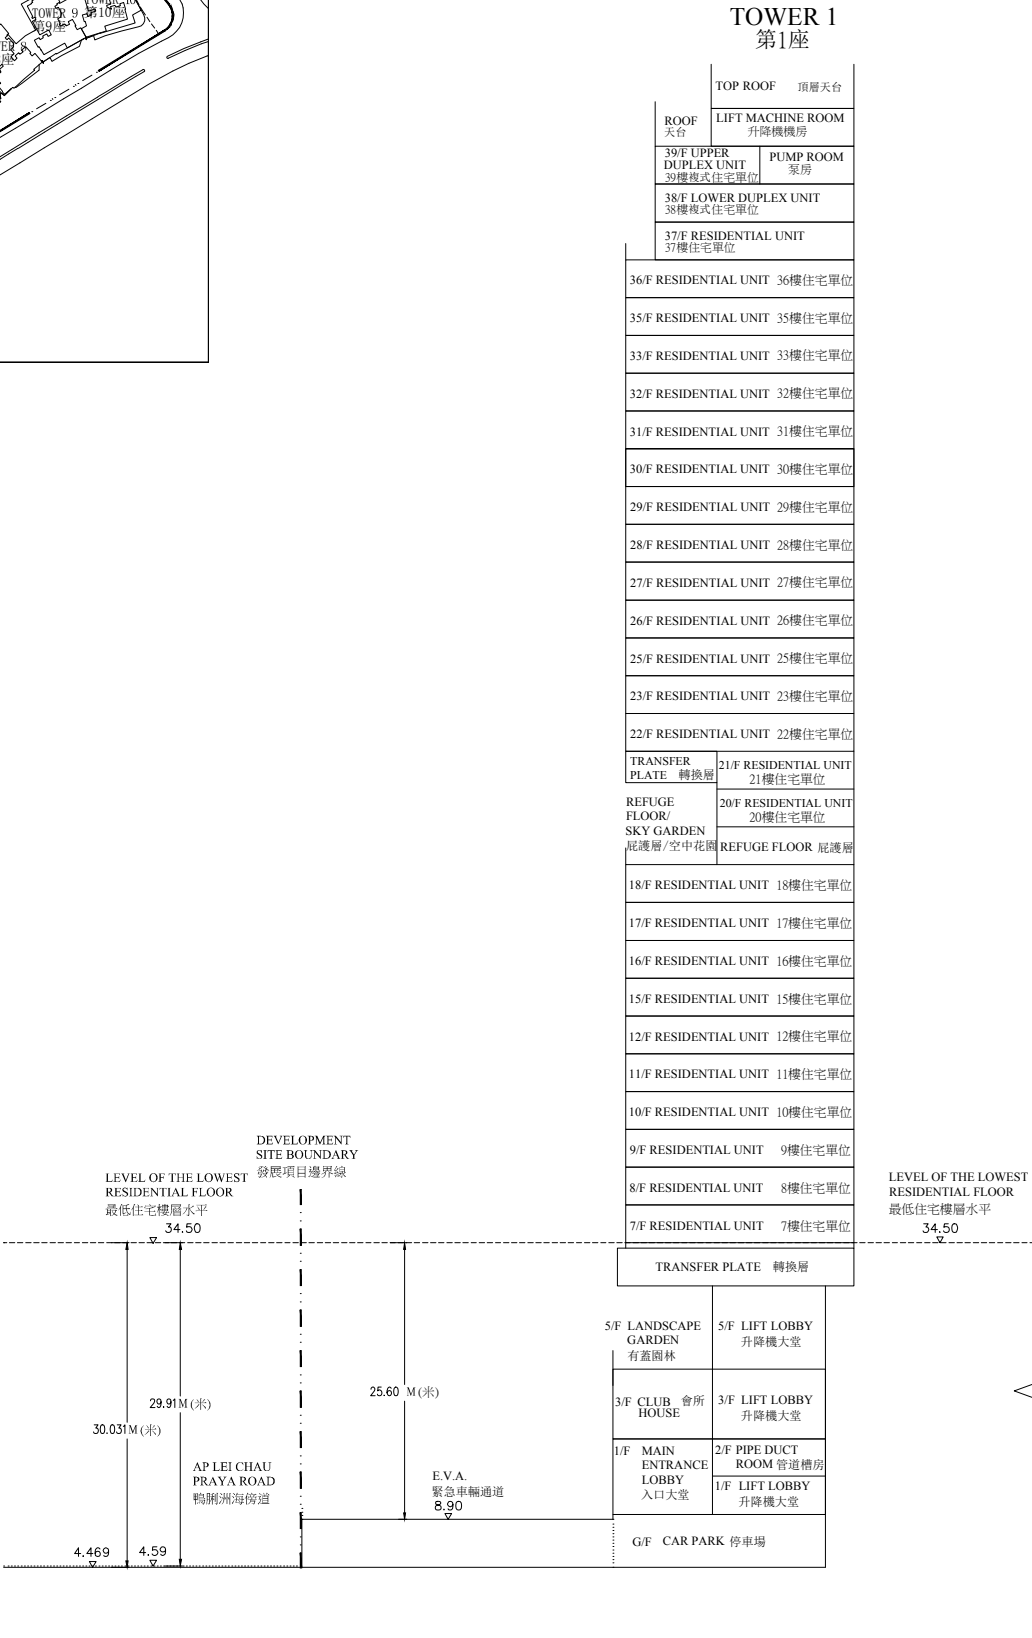 TOWER 9
第9座
第10座
座
TOWER 1
第1座
TOP ROOF 頂層天台
ROOF
天台
LIFT MACHINE ROOM
升降機機房
39/F UPPER
DUPLEX UNIT
39樓複式住宅單位
PUMP ROOM
泵房
38/F LOWER DUPLEX UNIT
38樓複式住宅單位
37/F RESIDENTIAL UNIT
37樓住宅單位
36/F RESIDENTIAL UNIT 36樓住宅單位
35/F RESIDENTIAL UNIT 35樓住宅單位
33/F RESIDENTIAL UNIT 33樓住宅單位
32/F RESIDENTIAL UNIT 32樓住宅單位
31/F RESIDENTIAL UNIT 31樓住宅單位
30/F RESIDENTIAL UNIT 30樓住宅單位
29/F RESIDENTIAL UNIT 29樓住宅單位
28/F RESIDENTIAL UNIT 28樓住宅單位
27/F RESIDENTIAL UNIT 27樓住宅單位
26/F RESIDENTIAL UNIT 26樓住宅單位
25/F RESIDENTIAL UNIT 25樓住宅單位
23/F RESIDENTIAL UNIT 23樓住宅單位
22/F RESIDENTIAL UNIT 22樓住宅單位
TRANSFER
PLATE 轉換層
21/F RESIDENTIAL UNIT
21樓住宅單位
REFUGE
FLOOR/
SKY GARDEN
庇護層/空中花園
20/F RESIDENTIAL UNIT
20樓住宅單位
REFUGE FLOOR 庇護層
18/F RESIDENTIAL UNIT 18樓住宅單位
17/F RESIDENTIAL UNIT 17樓住宅單位
16/F RESIDENTIAL UNIT 16樓住宅單位
15/F RESIDENTIAL UNIT 15樓住宅單位
12/F RESIDENTIAL UNIT 12樓住宅單位
11/F RESIDENTIAL UNIT 11樓住宅單位
10/F RESIDENTIAL UNIT 10樓住宅單位
9/F RESIDENTIAL UNIT 9樓住宅單位
8/F RESIDENTIAL UNIT 8樓住宅單位
7/F RESIDENTIAL UNIT 7樓住宅單位
DEVELOPMENT
SITE BOUNDARY
發展項目邊界線
LEVEL OF THE LOWEST
RESIDENTIAL FLOOR
最低住宅樓層水平
34.50
LEVEL OF THE LOWEST
RESIDENTIAL FLOOR
最低住宅樓層水平
34.50
TRANSFER PLATE 轉換層
5/F LANDSCAPE
GARDEN
有蓋園林
5/F LIFT LOBBY
升降機大堂
3/F CLUB 會所
HOUSE
3/F LIFT LOBBY
升降機大堂
1/F MAIN
ENTRANCE
LOBBY
入口大堂
2/F PIPE DUCT
ROOM 管道槽房
1/F LIFT LOBBY
升降機大堂
G/F CAR PARK 停車場
25.60 M(米)
29.91M(米)
30.031M(米)
AP LEI CHAU
PRAYA ROAD
鴨脷洲海傍道
E.V.A.
緊急車輛通道
8.90
4.469
4.59